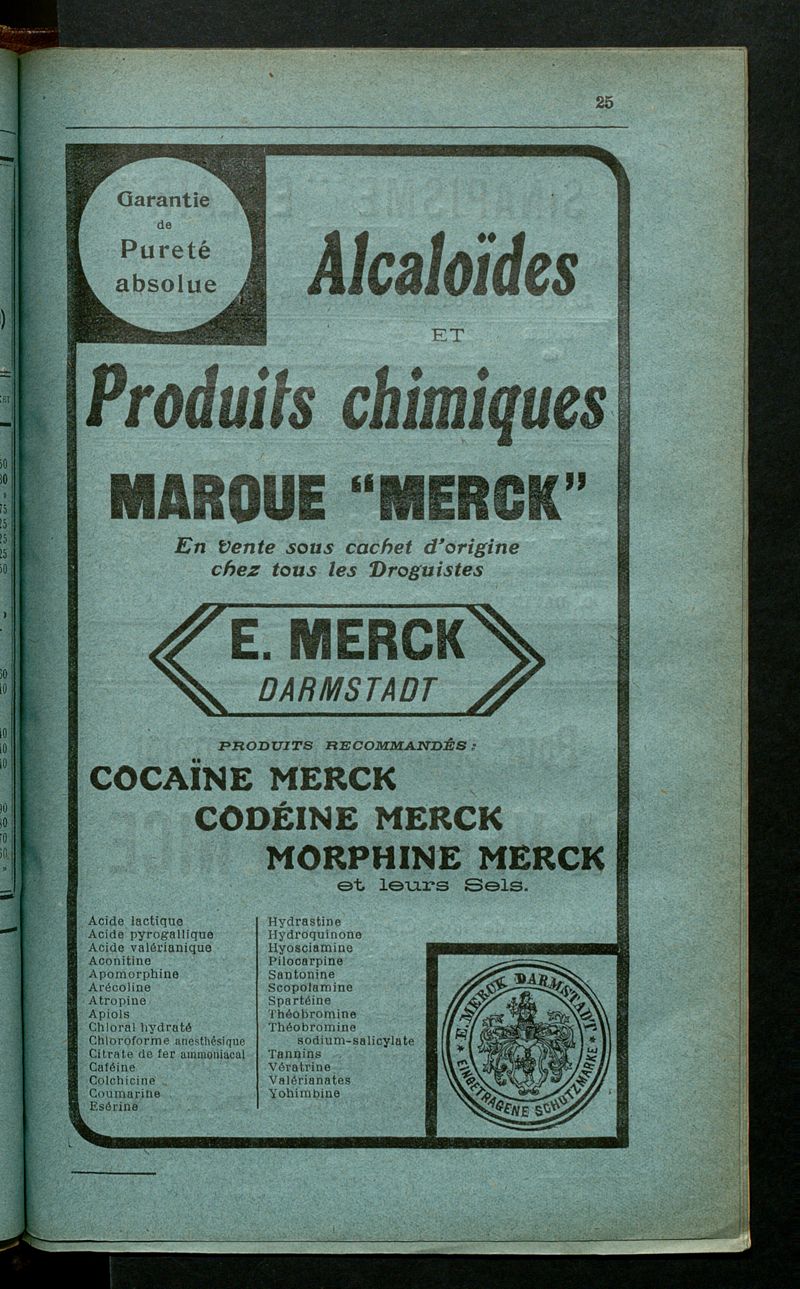 25
Garantie
de
Pureté
absolue
Alcaloïdes
ET
Produits chimiques
MARQUE “MERCK”
En Vente sous cachet d’origine
chez tous les Droguistes
E. MERCK
DARMSTADT
PRODUITS RECOMMANDÉS :
COCAÏNE MERCK
CODÉINE MERCK
MORPHINE MERCK
et leurs Sels.
Acide lactique
Acide pyrogallique
Acide valérianique
Aconitine
Apomorphine
Arécoline
Atropine
Apiols
Chloral hydraté
Chloroforme anesthésique
Citrate de fer ammoniacal
Caféine
Colchicine
Coumarine
Esérine
Hydrastine
Hydroquinone
Hyosciamine
Pilocarpine
Santonine
Scopolamine
Spartéine
Théobromine
Théobromine
sodium-salicylate
Tannins
Vératrine
Valérianates
Yohimbine
E. MERCK DARMSTADT
EINGETRAGENE SCHUTZMARKE